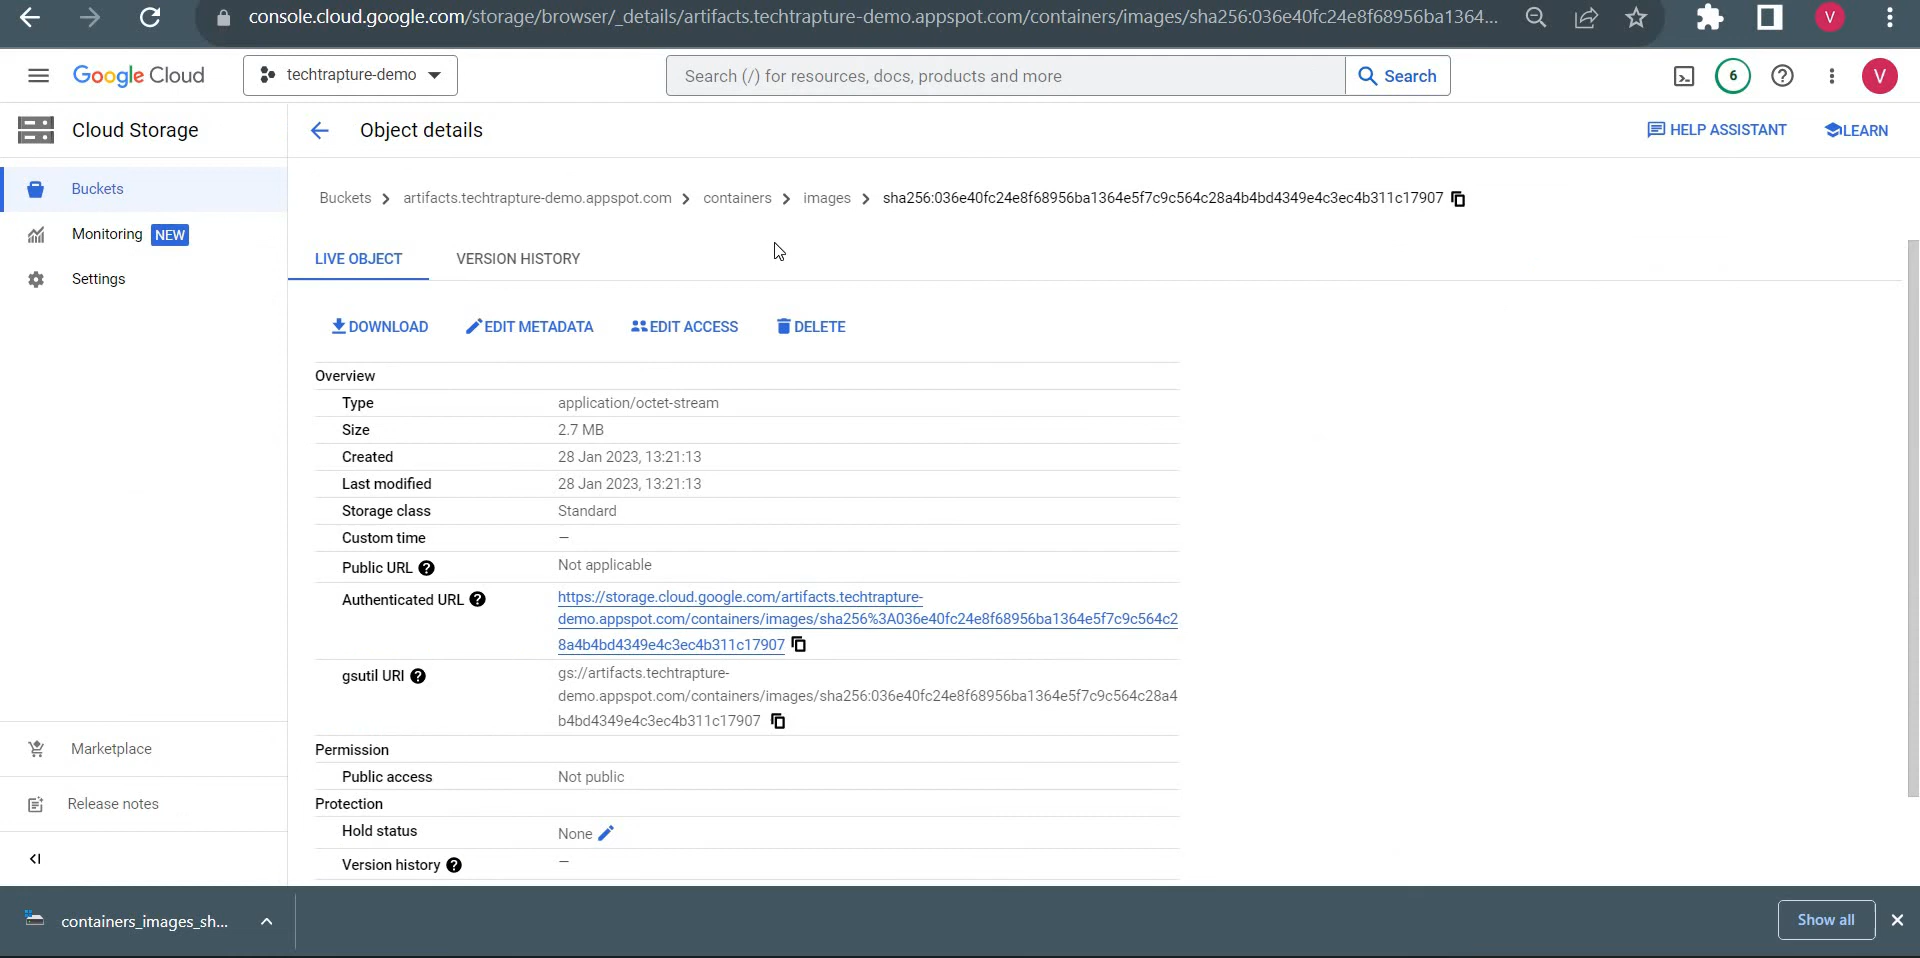 console.cloud.google.com/storage/browser/_details/artifacts.techtrapture-demo.appspot.com/containers/images/sha256:036e40fc24e8f68956ba1364...
V
Google Cloud
techtrapture-demo
Search (/) for resources, docs, products and more
Search
6
V
Cloud Storage
Object details
HELP ASSISTANT
LEARN
Buckets
Monitoring NEW
Settings
Buckets > artifacts.techtrapture-demo.appspot.com > containers > images > sha256:036e40fc24e8f68956ba1364e5f7c9c564c28a4b4bd4349e4c3ec4b311c17907
LIVE OBJECT
VERSION HISTORY
DOWNLOAD
EDIT METADATA
EDIT ACCESS
DELETE
Overview
Type application/octet-stream
Size 2.7 MB
Created 28 Jan 2023, 13:21:13
Last modified 28 Jan 2023, 13:21:13
Storage class Standard
Custom time —
Public URL Not applicable
Authenticated URL https://storage.cloud.google.com/artifacts.techtrapture-
demo.appspot.com/containers/images/sha256%3A036e40fc24e8f68956ba1364e5f7c9c564c2
8a4b4bd4349e4c3ec4b311c17907
gsutil URI gs://artifacts.techtrapture-
demo.appspot.com/containers/images/sha256:036e40fc24e8f68956ba1364e5f7c9c564c28a4
b4bd4349e4c3ec4b311c17907
Permission
Public access Not public
Protection
Hold status None
Version history —
Marketplace
Release notes
containers_images_sh...
Show all